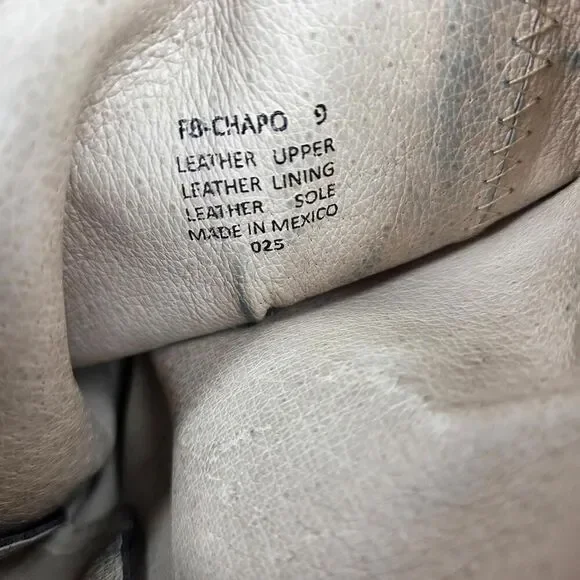 FB-CHAPO 9
LEATHER UPPER
LEATHER LINING
LEATHER SOLE
MADE IN MEXICO
025